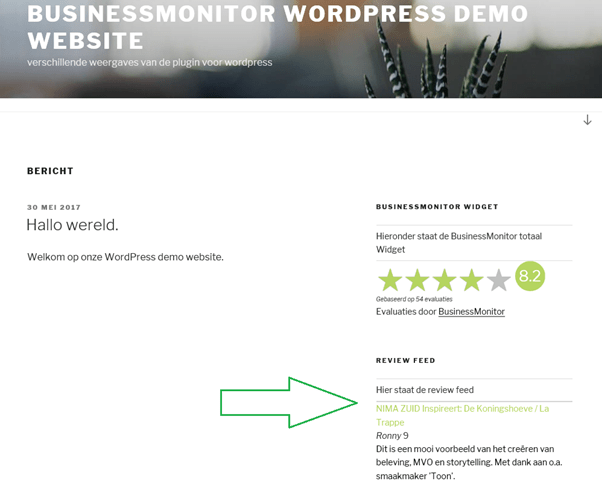 BUSINESSMONITOR WORDPRESS DEMO
WEBSITE
verschillende weergaves van de plugin voor wordpress
BERICHT
30 MEI 2017
Hallo wereld.
Welkom op onze WordPress demo website.
BUSINESSMONITOR WIDGET
Hieronder staat de BusinessMonitor totaal
Widget
8.2
Gebaseerd op 54 evaluaties
Evaluaties door BusinessMonitor
REVIEW FEED
Hier staat de review feed
NIMA ZUID Inspireert: De Koningshoeve / La
Trappe
Ronny 9
Dit is een mooi voorbeeld van het creëren van
beleving, MVO en storytelling. Met dank aan o.a.
smaakmaker 'Toon'.